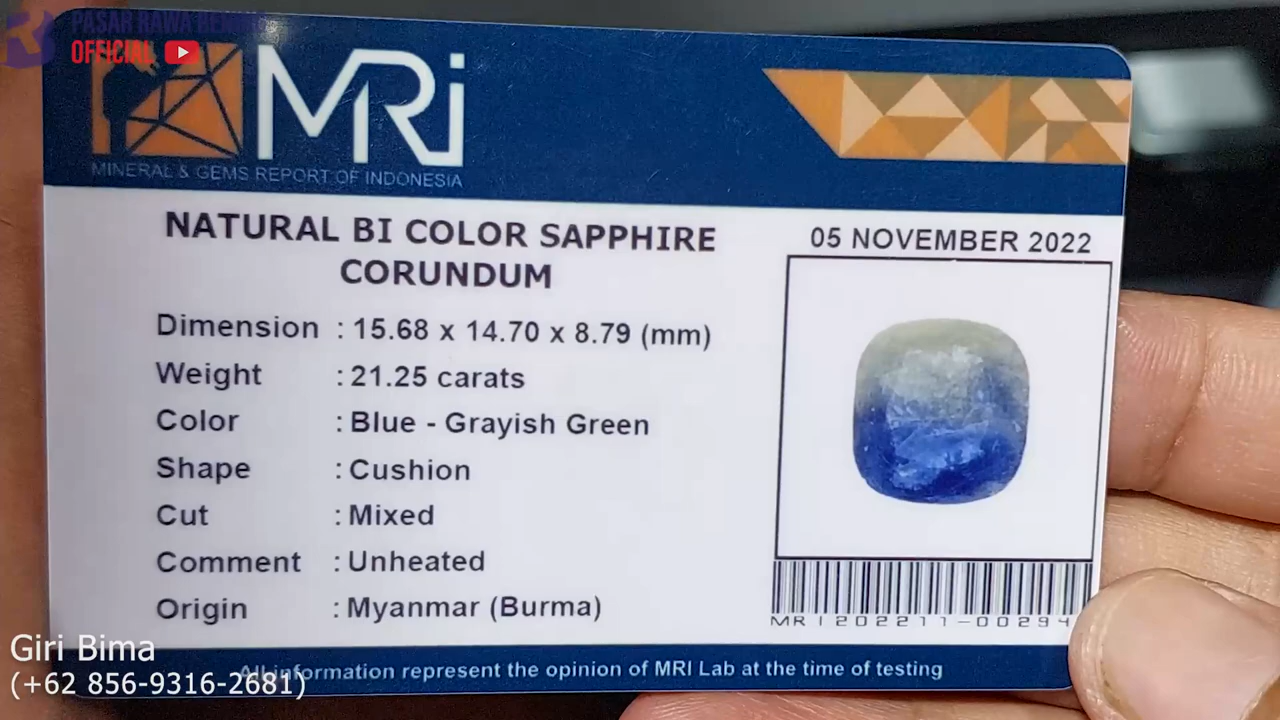 PASAR RAWA BENING
OFFICIAL
MRi
MINERAL & GEMS REPORT OF INDONESIA
NATURAL BI COLOR SAPPHIRE
CORUNDUM
05 NOVEMBER 2022
Dimension : 15.68 x 14.70 x 8.79 (mm)
Weight : 21.25 carats
Color : Blue - Grayish Green
Shape : Cushion
Cut : Mixed
Comment : Unheated
Origin : Myanmar (Burma)
MRI202211-00294
All information represent the opinion of MRI Lab at the time of testing
Giri Bima
(+62 856-9316-2681)